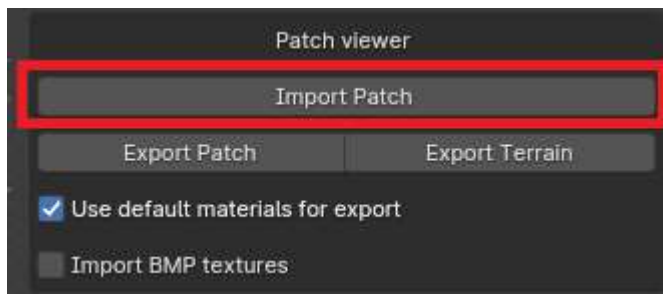 Patch viewer
Import Patch
Export Patch Export Terrain
Use default materials for export
Import BMP textures